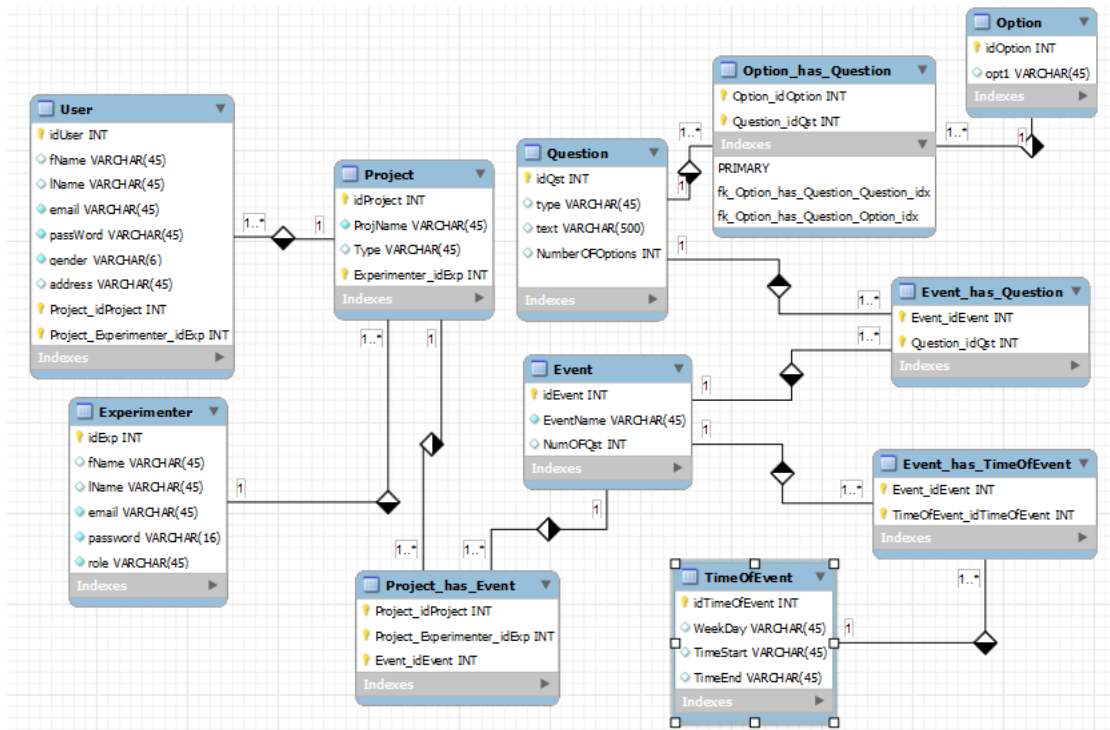 Option
idOption INT
opt1 VARCHAR(45)
Indexes
Option_has_Question
Option_idOption INT
Question_idQst INT
Indexes
PRIMARY
fk_Option_has_Question_Question_idx
fk_Option_has_Question_Option_idx
1..*
1..*
1
1
User
idUser INT
fName VARCHAR(45)
lName VARCHAR(45)
email VARCHAR(45)
passWord VARCHAR(45)
gender VARCHAR(6)
address VARCHAR(45)
Project_idProject INT
Project_Experimenter_idExp INT
Indexes
1..*
1
Project
idProject INT
ProjName VARCHAR(45)
Type VARCHAR(45)
Experimenter_idExp INT
Indexes
1..*
1
Question
idQst INT
type VARCHAR(45)
text VARCHAR(500)
NumberOFOptions INT
Indexes
1
1..*
1..*
Event_has_Question
Event_idEvent INT
Question_idQst INT
Indexes
Event
idEvent INT
EventName VARCHAR(45)
NumOFQst INT
Indexes
1
1
1
Experimenter
idExp INT
fName VARCHAR(45)
lName VARCHAR(45)
email VARCHAR(45)
password VARCHAR(16)
role VARCHAR(45)
Indexes
1
1..*
Event_has_TimeOfEvent
Event_idEvent INT
TimeOfEvent_idTimeOfEvent INT
Indexes
1..*
1..*
1..*
Project_has_Event
Project_idProject INT
Project_Experimenter_idExp INT
Event_idEvent INT
Indexes
TimeOfEvent
idTimeOfEvent INT
WeekDay VARCHAR(45)
TimeStart VARCHAR(45)
TimeEnd VARCHAR(45)
Indexes
1